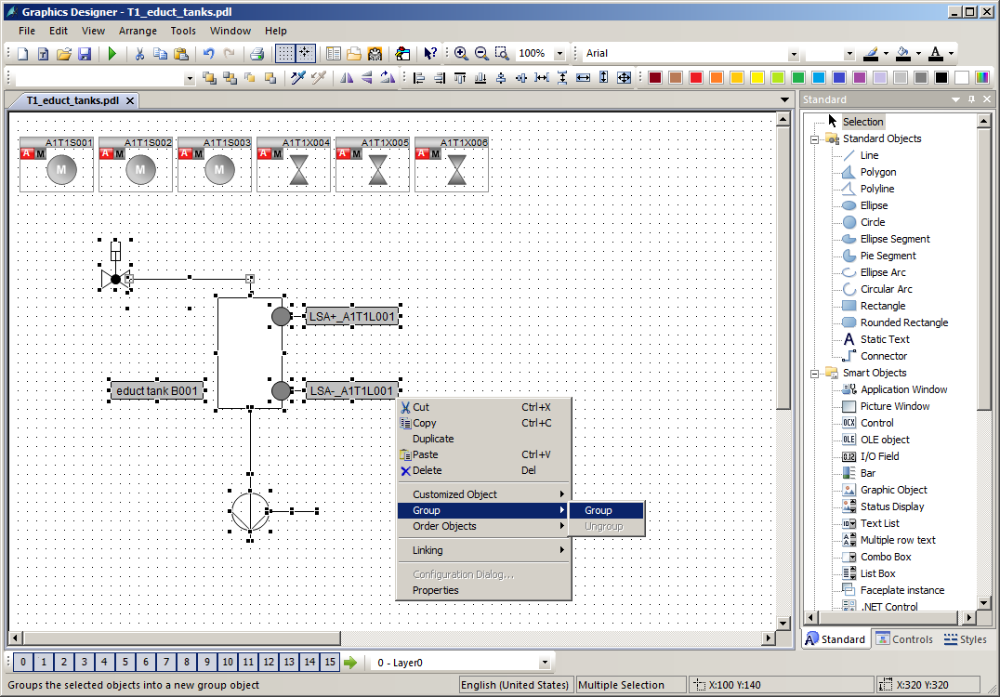 Graphics Designer - T1_educt_tanks.pdl
File Edit View Arrange Tools Window Help
100% Arial
T1_educt_tanks.pdl
A1T1S001 A1T1S002 A1T1S003 A1T1X004 A1T1X005 A1T1X006
A M A M A M A M A M A M
M M M
LSA+_A1T1L001
educt tank B001
LSA-_A1T1L001
Cut Ctrl+X
Copy Ctrl+C
Duplicate
Paste Ctrl+V
Delete Del
Customized Object
Group
Order Objects
Linking
Configuration Dialog...
Properties
Group
Ungroup
Standard
Selection
Standard Objects
Line
Polygon
Polyline
Ellipse
Circle
Ellipse Segment
Pie Segment
Ellipse Arc
Circular Arc
Rectangle
Rounded Rectangle
A Static Text
Connector
Smart Objects
Application Window
Picture Window
OCX Control
OLE OLE object
0.12 I/O Field
Bar
Graphic Object
Status Display
Text List
Multiple row text
Combo Box
List Box
Faceplate instance
.NET Control
Standard Controls Styles
0 1 2 3 4 5 6 7 8 9 10 11 12 13 14 15 0 - Layer0
Groups the selected objects into a new group object English (United States) Multiple Selection X:100 Y:140 X:320 Y:320